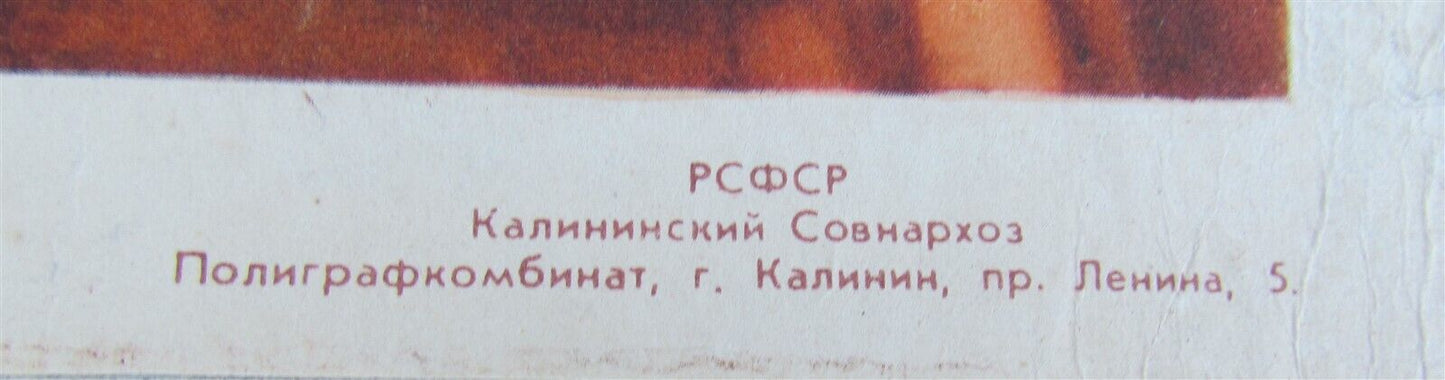 РСФСР
Калининский Совнархоз
Полиграфкомбинат, г. Калинин, пр. Ленина, 5.